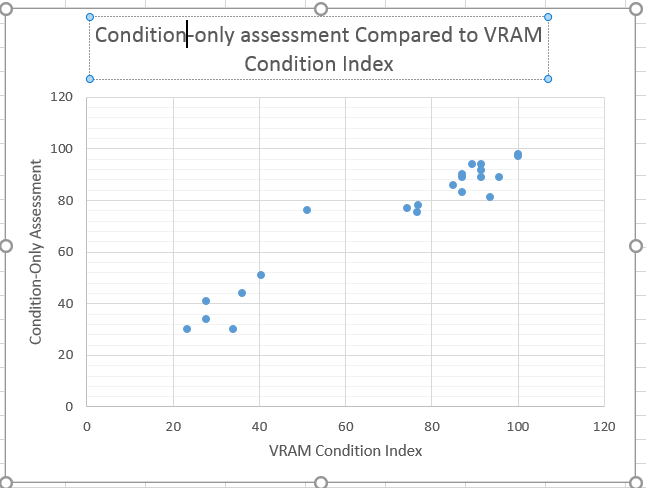 Condition-only assessment Compared to VRAM
Condition Index
120
100
80
60
40
20
0
Condition-Only Assessment
0 20 40 60 80 100 120
VRAM Condition Index